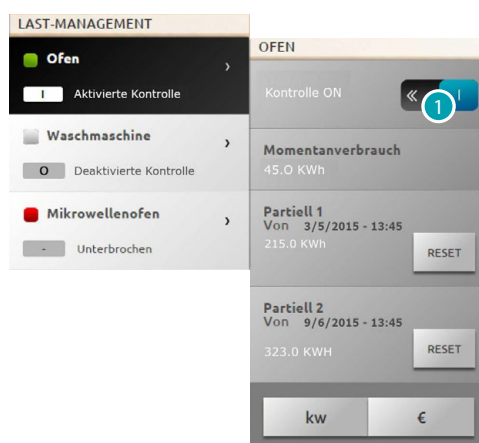 LAST-MANAGEMENT
Ofen
I Aktivierte Kontrolle
Waschmaschine
O Deaktivierte Kontrolle
Mikrowellenofen
- Unterbrochen
OFEN
Kontrolle ON « 1 I
Momentanverbrauch
45.O KWh
Partiell 1
Von 3/5/2015 - 13:45
215.0 KWh
RESET
Partiell 2
Von 9/6/2015 - 13:45
323.0 KWH
RESET
kw €